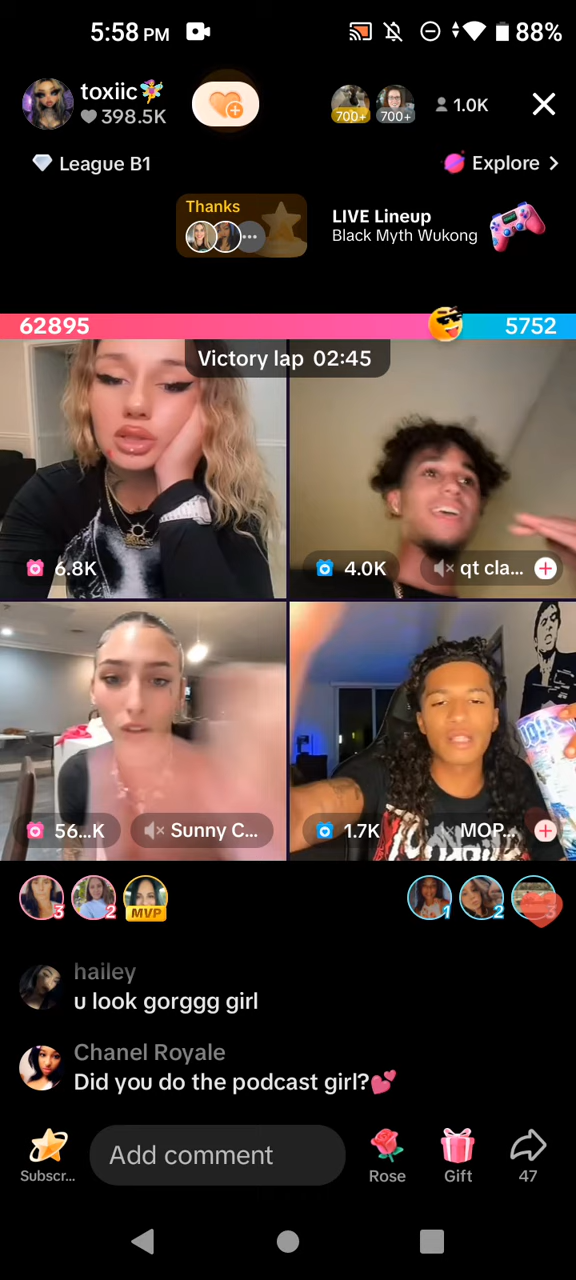 5:58 PM
88%
toxiic🧚
398.5K
700+
700+
1.0K
League B1
Explore >
Thanks
LIVE Lineup
Black Myth Wukong
62895
5752
Victory lap 02:45
6.8K
4.0K
qt cla...
56...K
Sunny C...
1.7K
MOP...
3
2
MVP
1
2
3
hailey
u look gorggg girl
Chanel Royale
Did you do the podcast girl?💕
Subscr...
Add comment
Rose
Gift
47